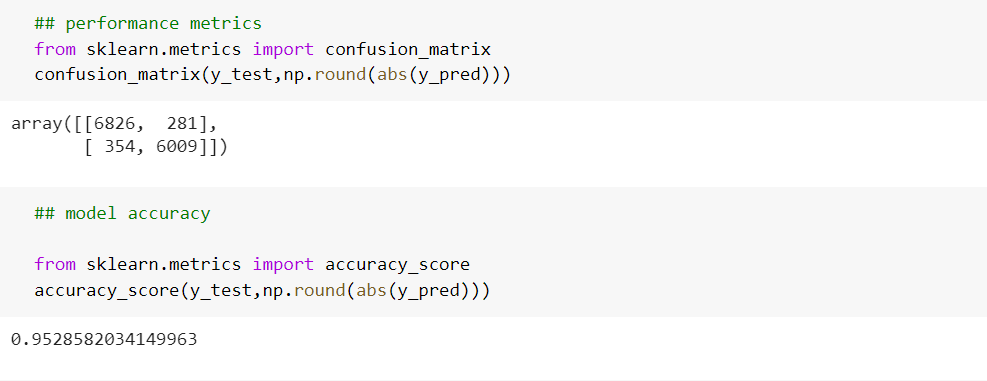 ## performance metrics
from sklearn.metrics import confusion_matrix
confusion_matrix(y_test,np.round(abs(y_pred)))
array([[6826,  281],
       [ 354, 6009]])
## model accuracy
from sklearn.metrics import accuracy_score
accuracy_score(y_test,np.round(abs(y_pred)))
0.9528582034149963